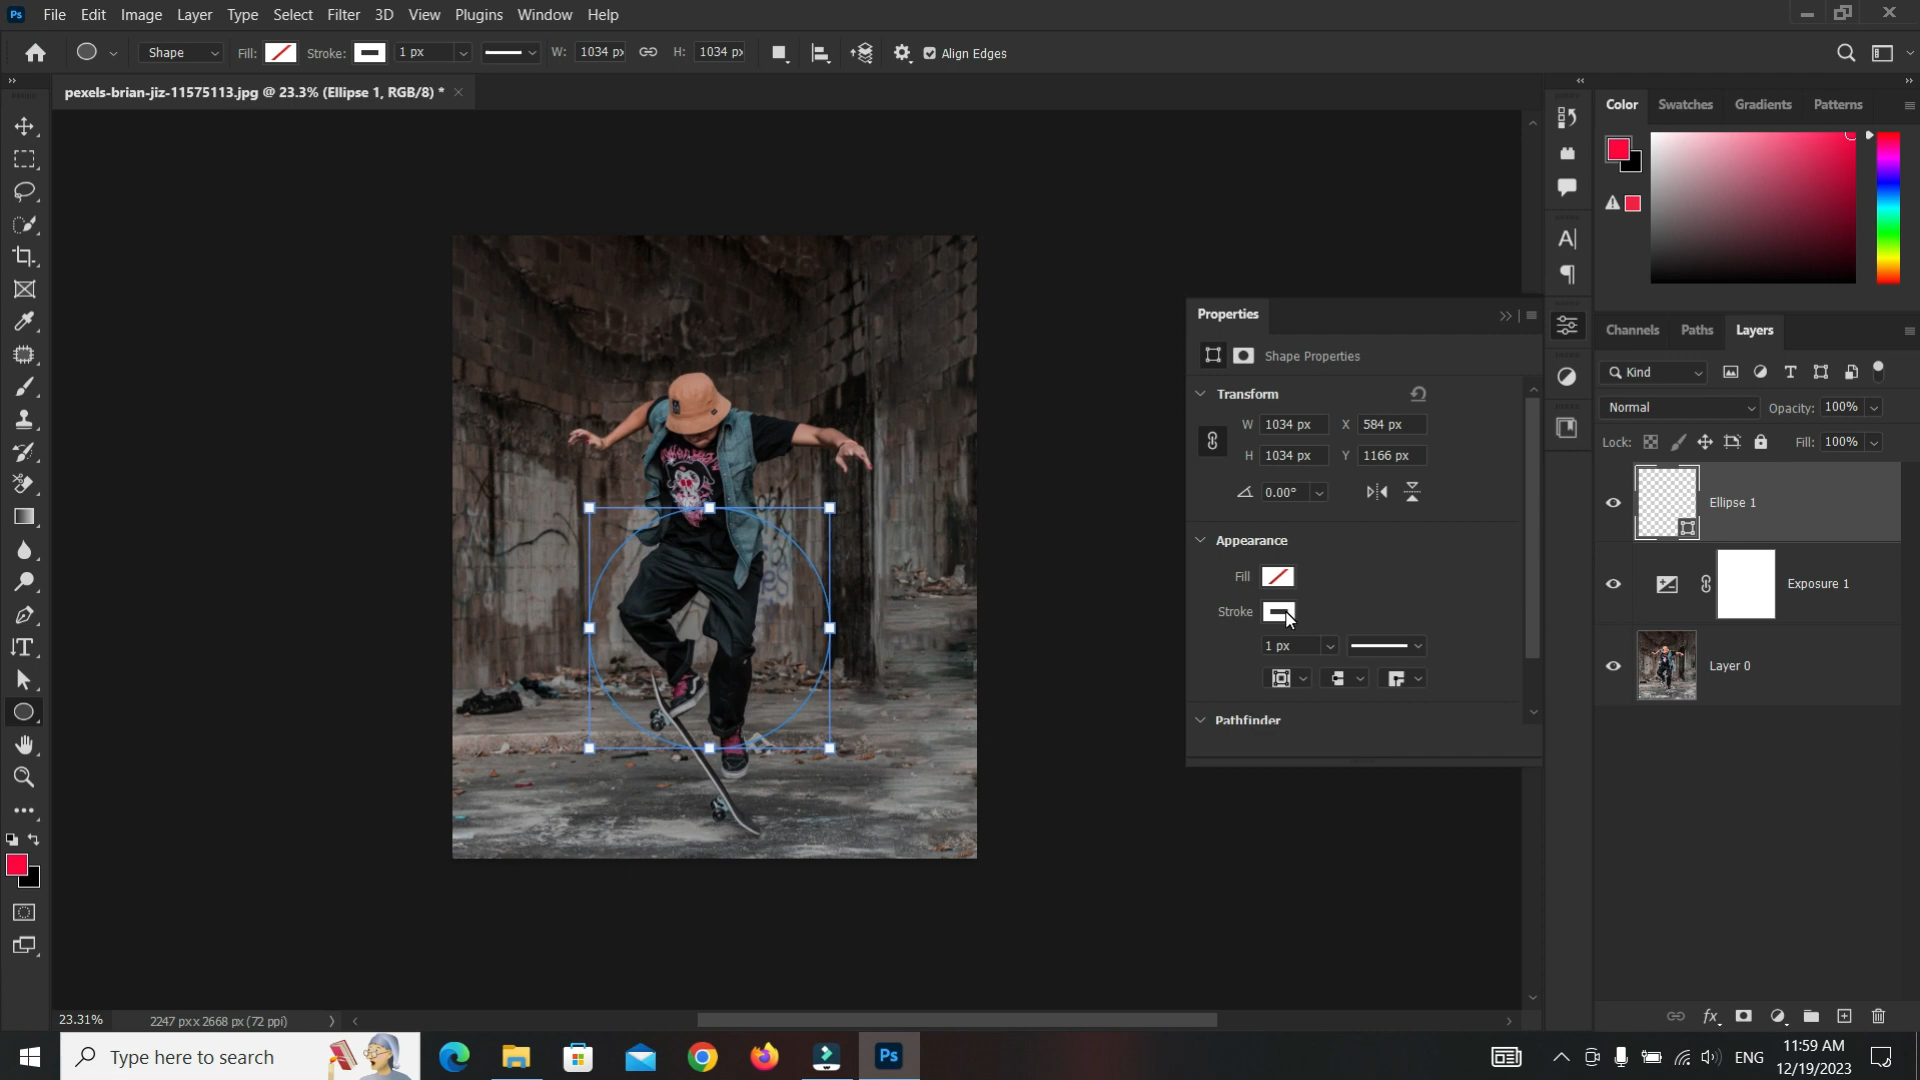 Ps File Edit Image Layer Type Select Filter 3D View Plugins Window Help
Shape Fill: Stroke: 1 px W: 1034 px H: 1034 px Align Edges
pexels-brian-jiz-11575113.jpg @ 23.3% (Ellipse 1, RGB/8) *
Color Swatches Gradients Patterns
Properties
Shape Properties
Transform
W 1034 px X 584 px
H 1034 px Y 1166 px
0.00°
Appearance
Fill
Stroke
1 px
Pathfinder
Channels Paths Layers
Kind
Normal Opacity: 100%
Lock: Fill: 100%
Ellipse 1
Exposure 1
Layer 0
23.31% 2247 px x 2668 px (72 ppi)
Type here to search
Ps
ENG
11:59 AM
12/19/2023